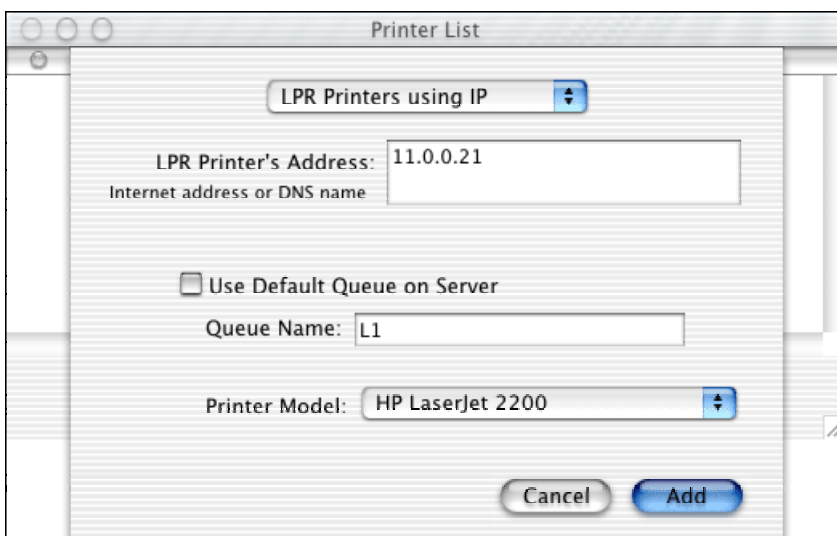 Printer List
LPR Printers using IP
LPR Printer's Address: 11.0.0.21
Internet address or DNS name
Use Default Queue on Server
Queue Name: L1
Printer Model: HP LaserJet 2200
Cancel Add